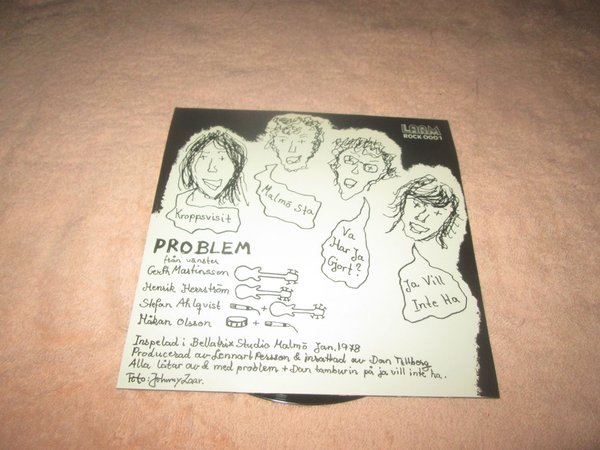 LARM
ROCK 0001
Kroppsvisit
Malmö Sta
Va
Har Ja
Gjort?
Ja Vill
Inte Ha
PROBLEM
från vänster
Gerth Martinsson
Henrik Herrström
Stefan Ahlqvist +
Håkan Olsson +
Inspelad i Bellatrix Studio Malmö Jan. 1978
Producerad av Lennart Persson & insattad av Dan Tillberg
Alla låtar av & med problem + Dan tamburin på ja vill inte ha.
Foto: Johnny Zaar.